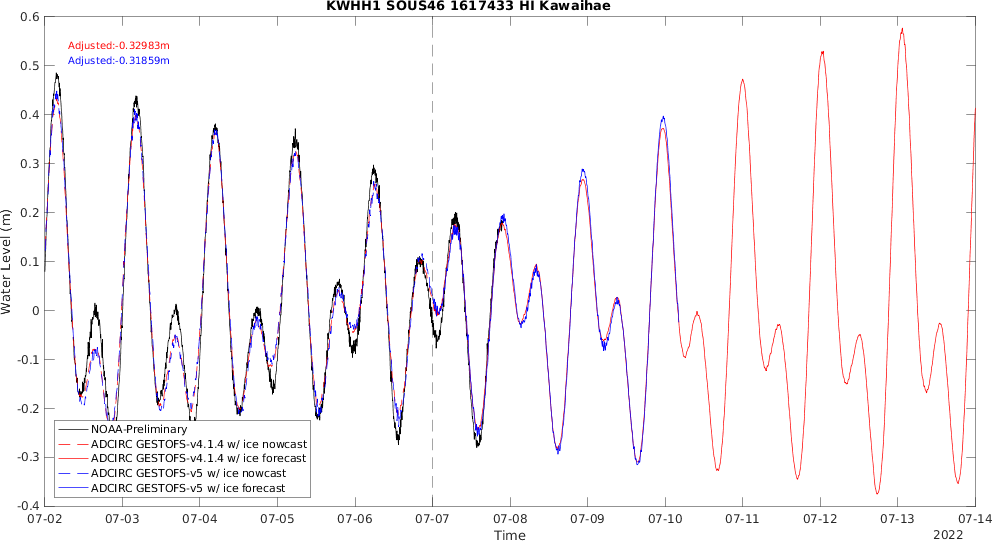 KWHH1 SOUS46 1617433 HI Kawaihae
Adjusted:-0.32983m
Adjusted:-0.31859m
0.6
0.5
0.4
0.3
0.2
0.1
0
-0.1
-0.2
-0.3
-0.4
Water Level (m)
NOAA-Preliminary
ADCIRC GESTOFS-v4.1.4 w/ ice nowcast
ADCIRC GESTOFS-v4.1.4 w/ ice forecast
ADCIRC GESTOFS-v5 w/ ice nowcast
ADCIRC GESTOFS-v5 w/ ice forecast
07-02 07-03 07-04 07-05 07-06 07-07 07-08 07-09 07-10 07-11 07-12 07-13 07-14
Time
2022